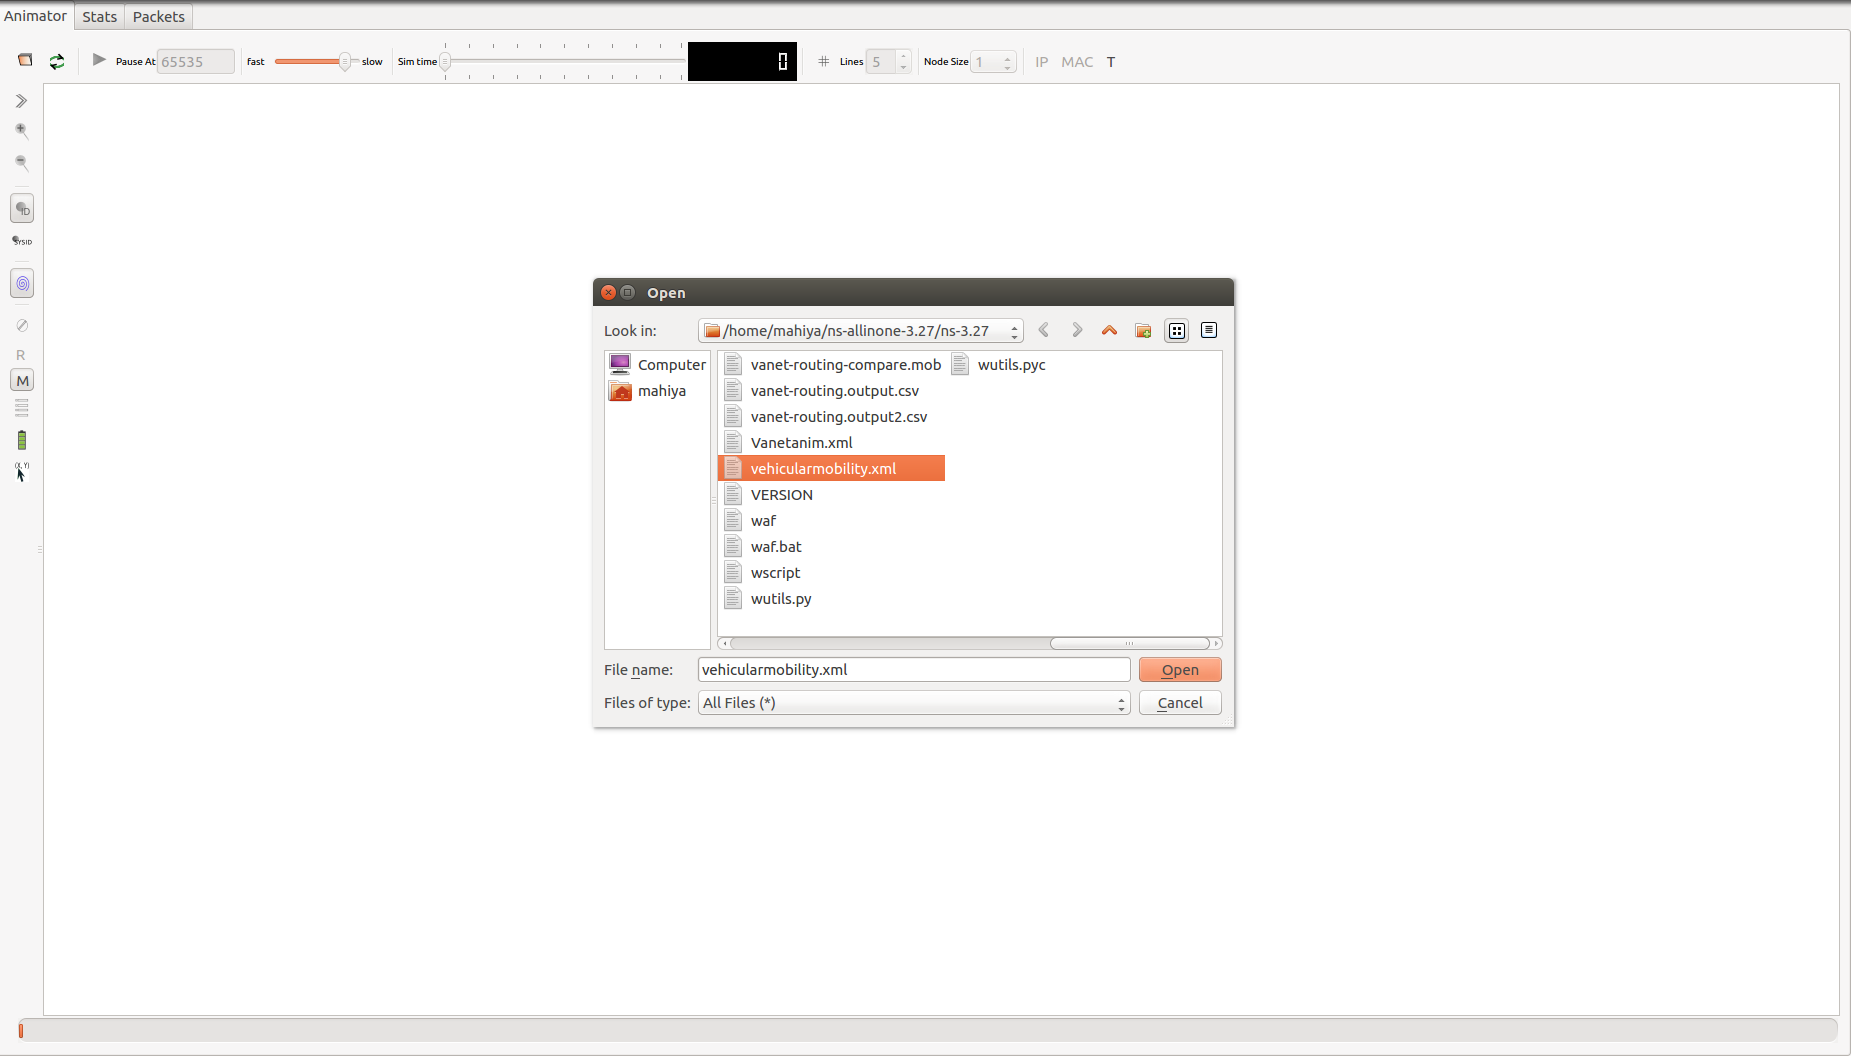 Animator Stats Packets
Pause At 65535 fast slow Sim time 0 # Lines 5 Node Size 1 IP MAC T
ID
SYSID
R
M
(X, Y)
Open
Look in: /home/mahiya/ns-allinone-3.27/ns-3.27
Computer
mahiya
vanet-routing-compare.mob wutils.pyc
vanet-routing.output.csv
vanet-routing.output2.csv
Vanetanim.xml
vehicularmobility.xml
VERSION
waf
waf.bat
wscript
wutils.py
File name: vehicularmobility.xml Open
Files of type: All Files (*) Cancel